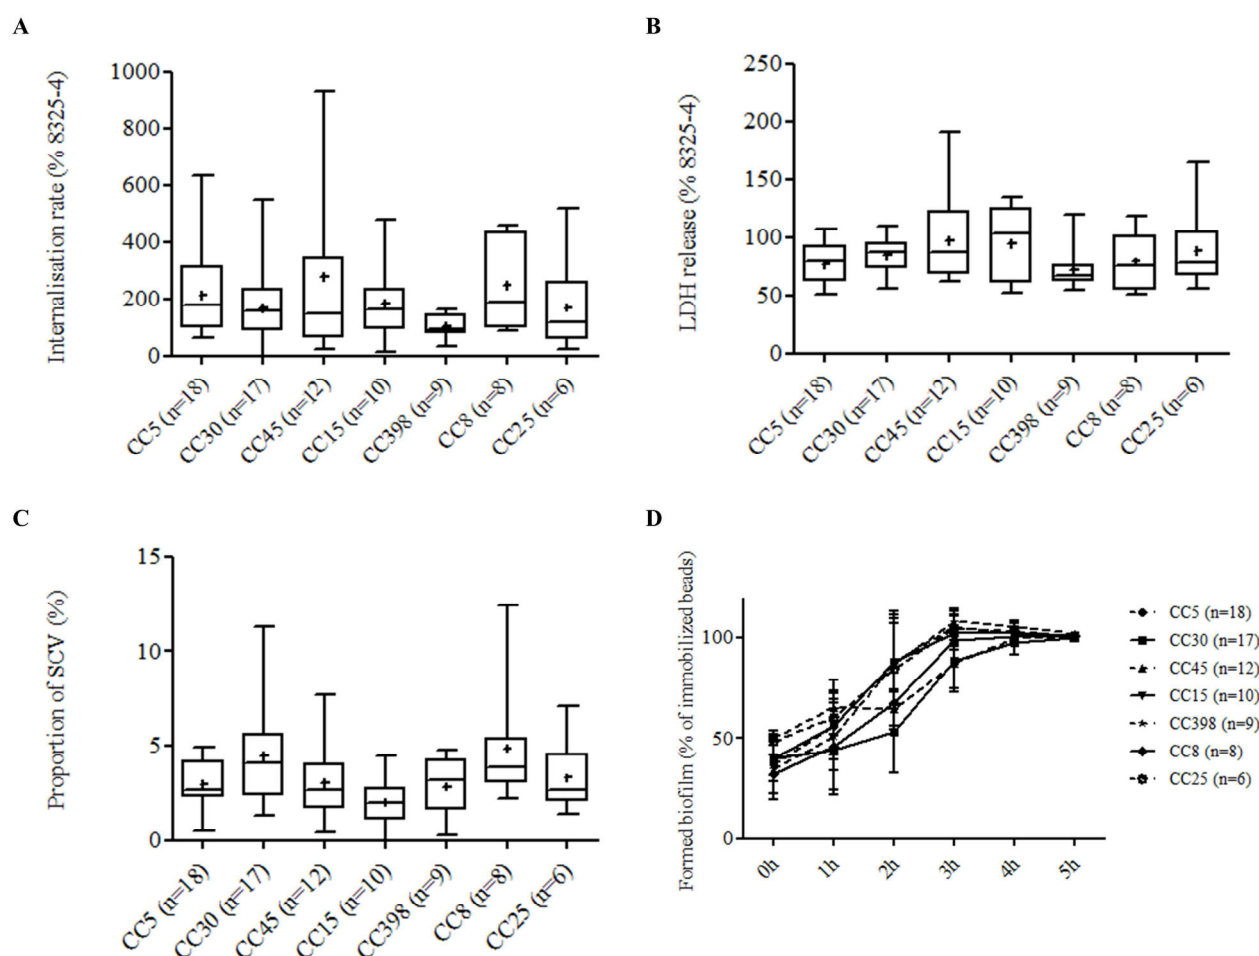 A
Internalisation rate (% 8325-4)
1000
800
600
400
200
0
CC5 (n=18)
CC30 (n=17)
CC45 (n=12)
CC15 (n=10)
CC398 (n=9)
CC8 (n=8)
CC25 (n=6)
B
LDH release (% 8325-4)
250
200
150
100
50
0
CC5 (n=18)
CC30 (n=17)
CC45 (n=12)
CC15 (n=10)
CC398 (n=9)
CC8 (n=8)
CC25 (n=6)
C
Proportion of SCV (%)
15
10
5
0
CC5 (n=18)
CC30 (n=17)
CC45 (n=12)
CC15 (n=10)
CC398 (n=9)
CC8 (n=8)
CC25 (n=6)
D
Formed biofilm (% of immobilized beads)
100
50
0
0h
1h
2h
3h
4h
5h
CC5 (n=18)
CC30 (n=17)
CC45 (n=12)
CC15 (n=10)
CC398 (n=9)
CC8 (n=8)
CC25 (n=6)